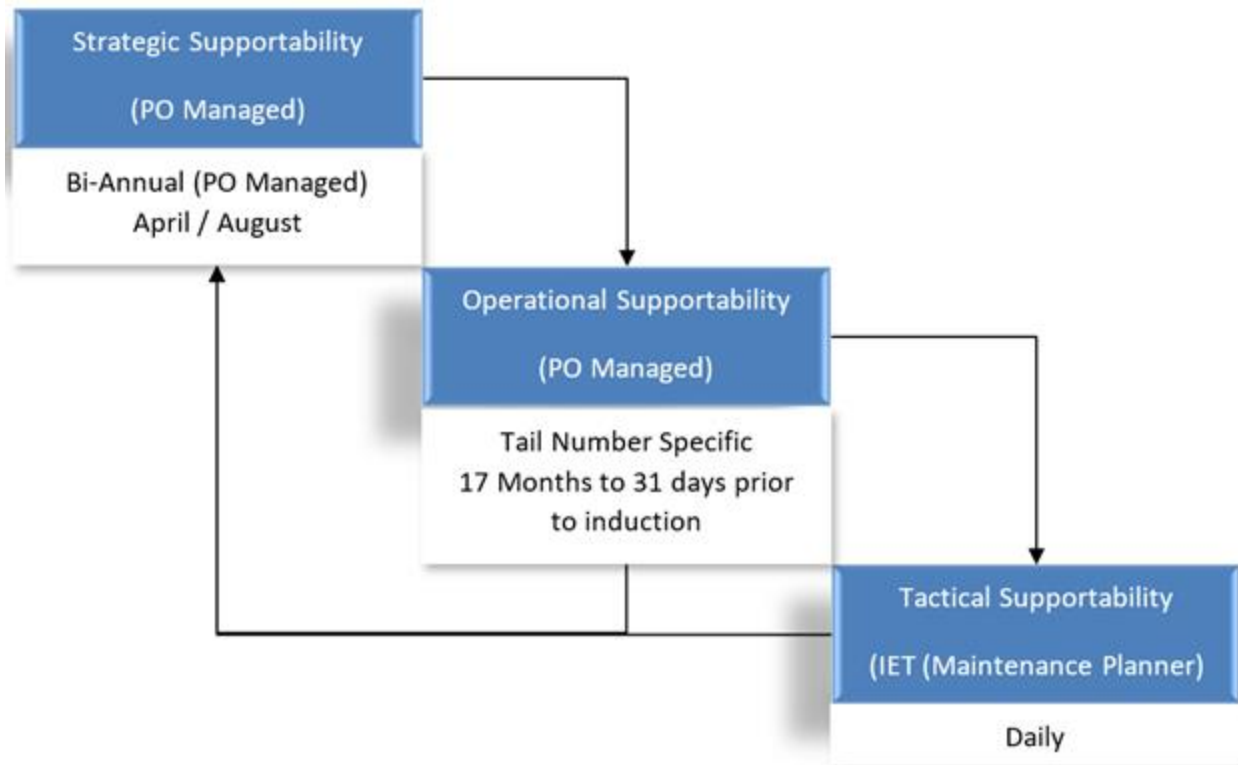 Strategic Supportability
(PO Managed)
Bi-Annual (PO Managed)
April / August
Operational Supportability
(PO Managed)
Tail Number Specific
17 Months to 31 days prior
to induction
Tactical Supportability
(IET (Maintenance Planner)
Daily